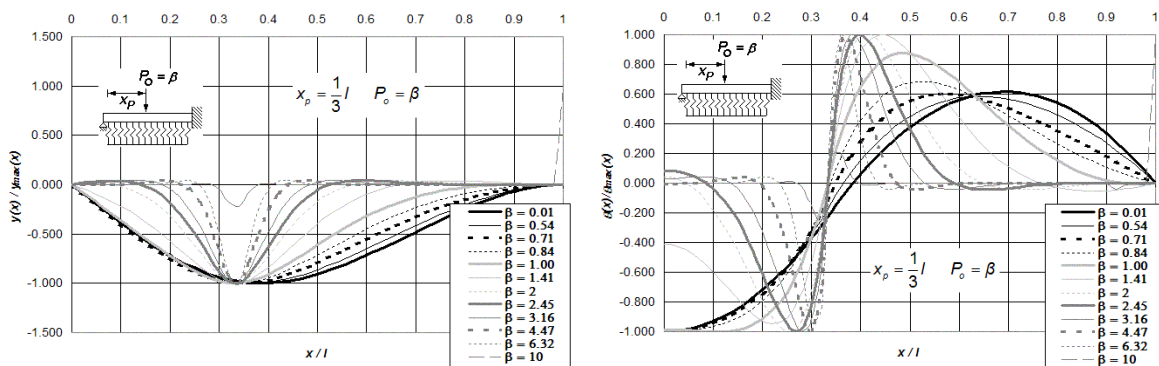 0 0.1 0.2 0.3 0.4 0.5 0.6 0.7 0.8 0.9 1
1.500
1.000
0.500
0.000
-0.500
-1.000
-1.500
y(x) / ymax(x)
P_o = β
x_P
x_p = 1/3 l P_o = β
x / l
β = 0.01
β = 0.54
β = 0.71
β = 0.84
β = 1.00
β = 1.41
β = 2
β = 2.45
β = 3.16
β = 4.47
β = 6.32
β = 10
0 0.1 0.2 0.3 0.4 0.5 0.6 0.7 0.8 0.9 1
1.000
0.800
0.600
0.400
0.200
0.000
-0.200
-0.400
-0.600
-0.800
-1.000
P_o = β
x_P
x_p = 1/3 l P_o = β
x / l
β = 0.01
β = 0.54
β = 0.71
β = 0.84
β = 1.00
β = 1.41
β = 2
β = 2.45
β = 3.16
β = 4.47
β = 6.32
β = 10